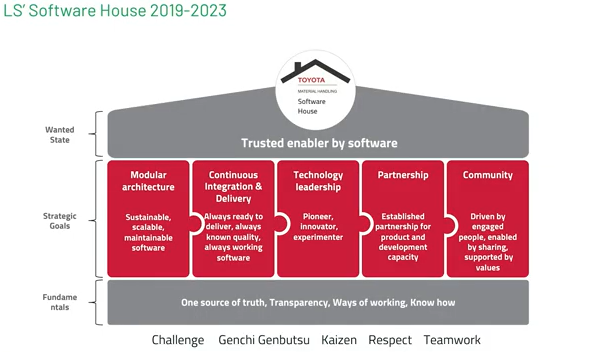 LS' Software House 2019-2023
TOYOTA
MATERIAL HANDLING
Software
House
Wanted
State
Trusted enabler by software
Strategic
Goals
Modular
architecture
Sustainable,
scalable,
maintainable
software
Continuous
Integration &
Delivery
Always ready to
deliver, always
known quality,
always working
software
Technology
leadership
Pioneer,
innovator,
experimenter
Partnership
Established
partnership for
product and
development
capacity
Community
Driven by
engaged
people, enabled
by sharing,
supported by
values
Fundame
ntals
One source of truth, Transparency, Ways of working, Know how
Challenge Genchi Genbutsu Kaizen Respect Teamwork